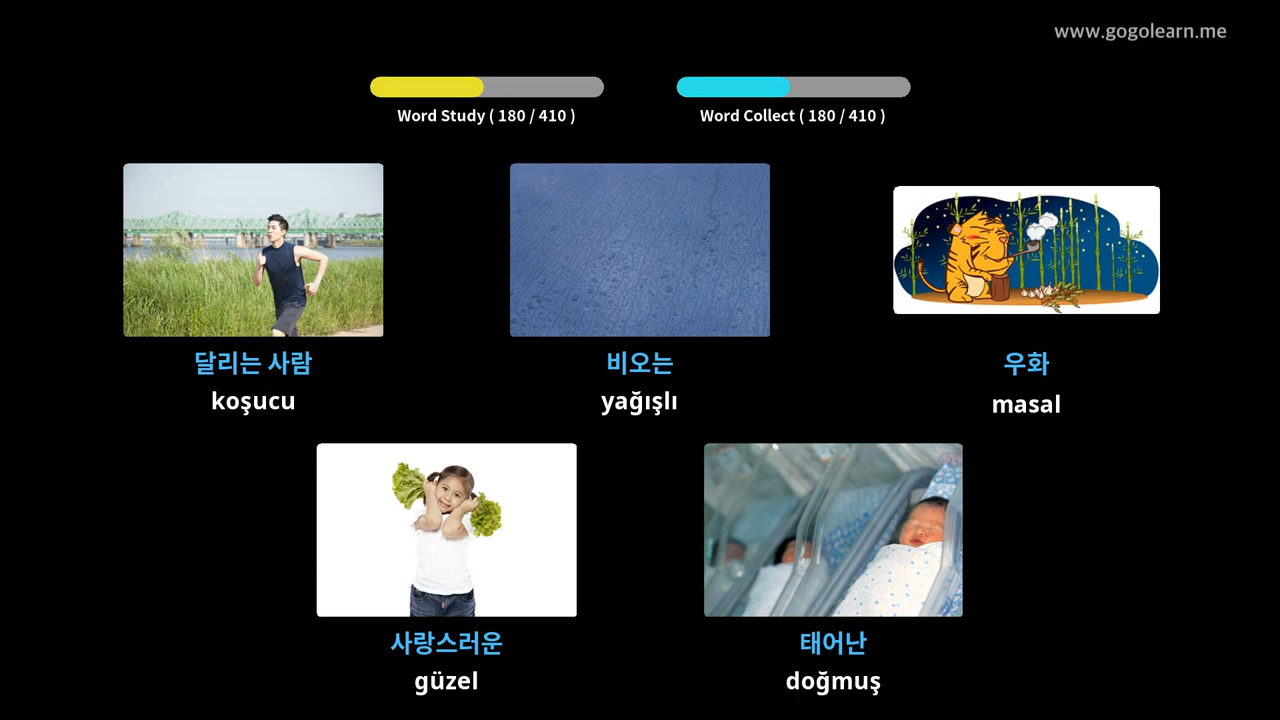 www.gogolearn.me
Word Study ( 180 / 410 )
Word Collect ( 180 / 410 )
달리는 사람
koşucu
비오는
yağışlı
우화
masal
사랑스러운
güzel
태어난
doğmuş